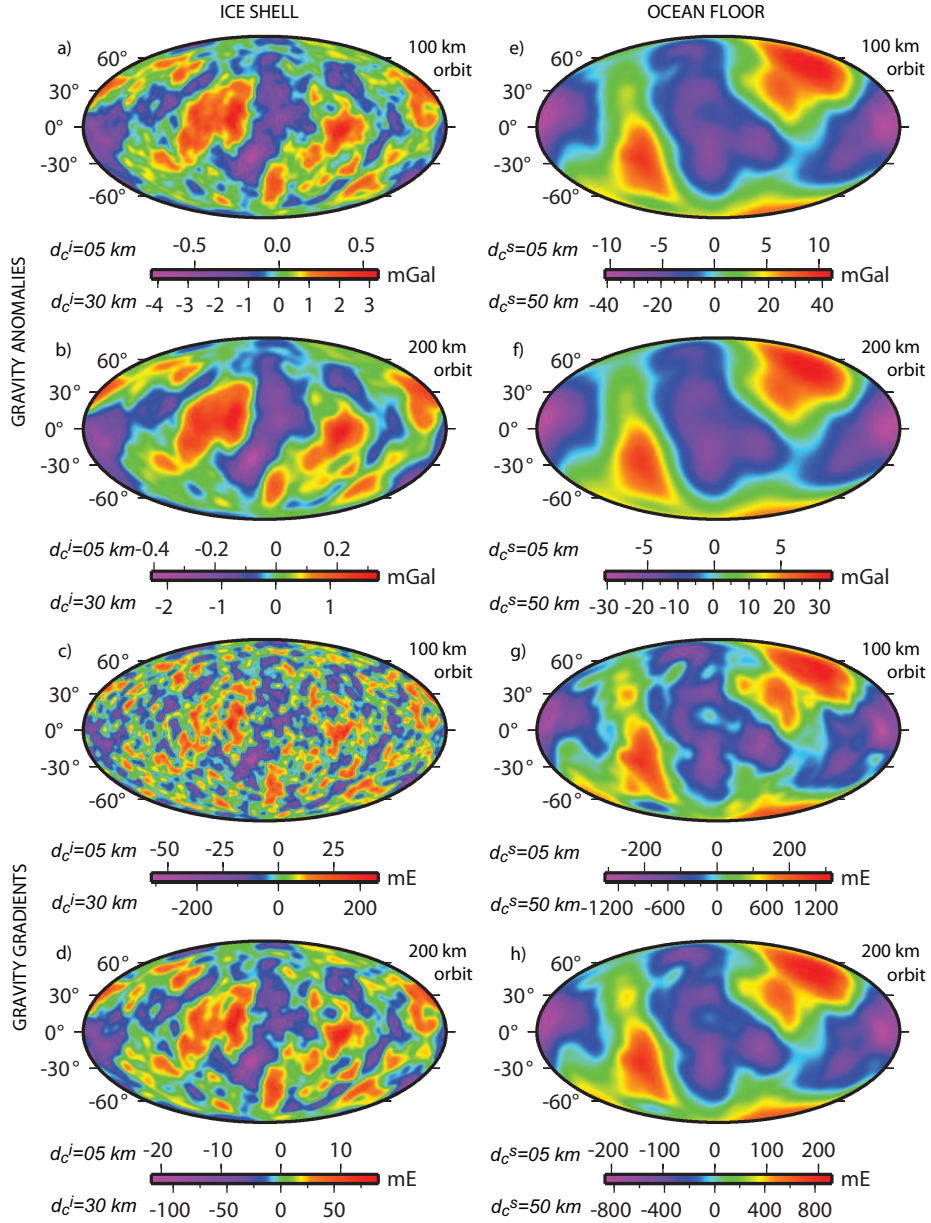 ICE SHELL
OCEAN FLOOR
GRAVITY ANOMALIES
GRAVITY GRADIENTS
a)
100 km
orbit
60°
30°
0°
-30°
-60°
d_c^i=05 km -0.5 0.0 0.5
mGal
d_c^i=30 km -4 -3 -2 -1 0 1 2 3
e)
100 km
orbit
60°
30°
0°
-30°
-60°
d_c^s=05 km -10 -5 0 5 10
mGal
d_c^s=50 km -40 -20 0 20 40
b)
200 km
orbit
60°
30°
0°
-30°
-60°
d_c^i=05 km -0.4 -0.2 0 0.2
mGal
d_c^i=30 km -2 -1 0 1
f)
200 km
orbit
60°
30°
0°
-30°
-60°
d_c^s=05 km -5 0 5
mGal
d_c^s=50 km -30 -20 -10 0 10 20 30
c)
100 km
orbit
60°
30°
0°
-30°
-60°
d_c^i=05 km -50 -25 0 25
mE
d_c^i=30 km -200 0 200
g)
100 km
orbit
60°
30°
0°
-30°
-60°
d_c^s=05 km -200 0 200
mE
d_c^s=50 km -1200 -600 0 600 1200
d)
200 km
orbit
60°
30°
0°
-30°
-60°
d_c^i=05 km -20 -10 0 10
mE
d_c^i=30 km -100 -50 0 50
h)
200 km
orbit
60°
30°
0°
-30°
-60°
d_c^s=05 km -200 -100 0 100 200
mE
d_c^s=50 km -800 -400 0 400 800